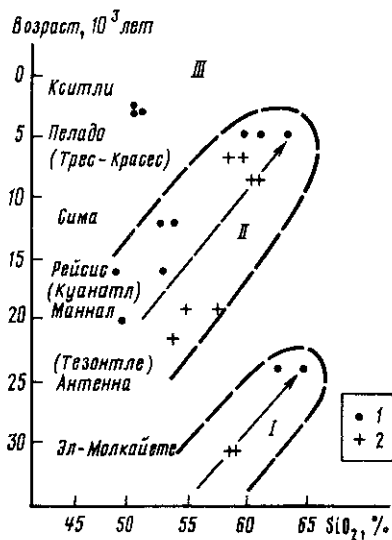 Возраст, 10³ лет
0
Кситли
III
5
Пеладо
(Трес-Красес)
10
Сима
II
15
Рейсис
(Куанатл)
20
Маннал
(Тезонтле)
25
Антенна
30
Эл-Молкайете
I
1
2
45 50 55 60 65 SiO₂, %